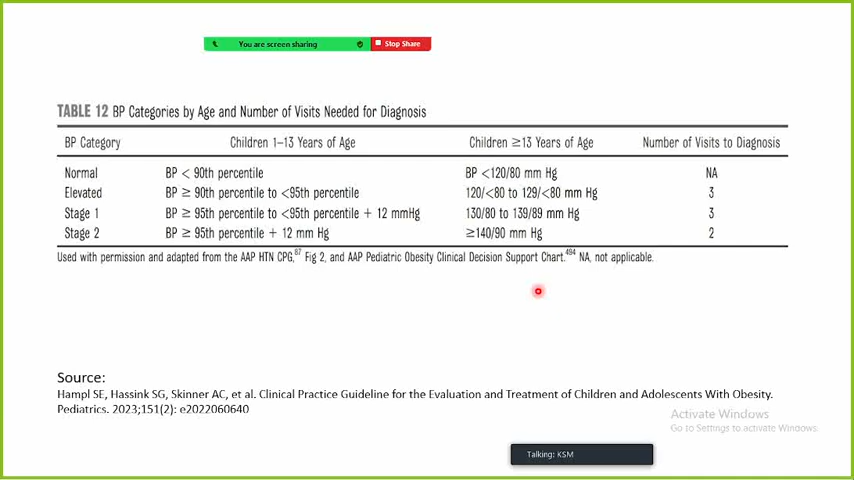 You are screen sharing Stop Share
TABLE 12 BP Categories by Age and Number of Visits Needed for Diagnosis
BP Category Children 1–13 Years of Age Children ≥13 Years of Age Number of Visits to Diagnosis
Normal BP < 90th percentile BP <120/80 mm Hg NA
Elevated BP ≥ 90th percentile to <95th percentile 120/<80 to 129/<80 mm Hg 3
Stage 1 BP ≥ 95th percentile to <95th percentile + 12 mmHg 130/80 to 139/89 mm Hg 3
Stage 2 BP ≥ 95th percentile + 12 mm Hg ≥140/90 mm Hg 2
Used with permission and adapted from the AAP HTN CPG,87 Fig 2, and AAP Pediatric Obesity Clinical Decision Support Chart.484 NA, not applicable.
Source:
Hampl SE, Hassink SG, Skinner AC, et al. Clinical Practice Guideline for the Evaluation and Treatment of Children and Adolescents With Obesity.
Pediatrics. 2023;151(2): e2022060640
Activate Windows
Go to Settings to activate Windows.
Talking: KSM